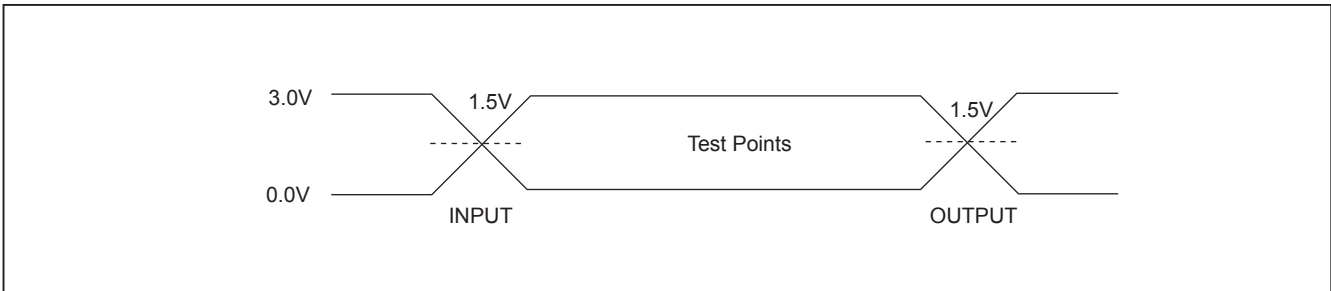 3.0V
1.5V
1.5V
Test Points
0.0V
INPUT
OUTPUT